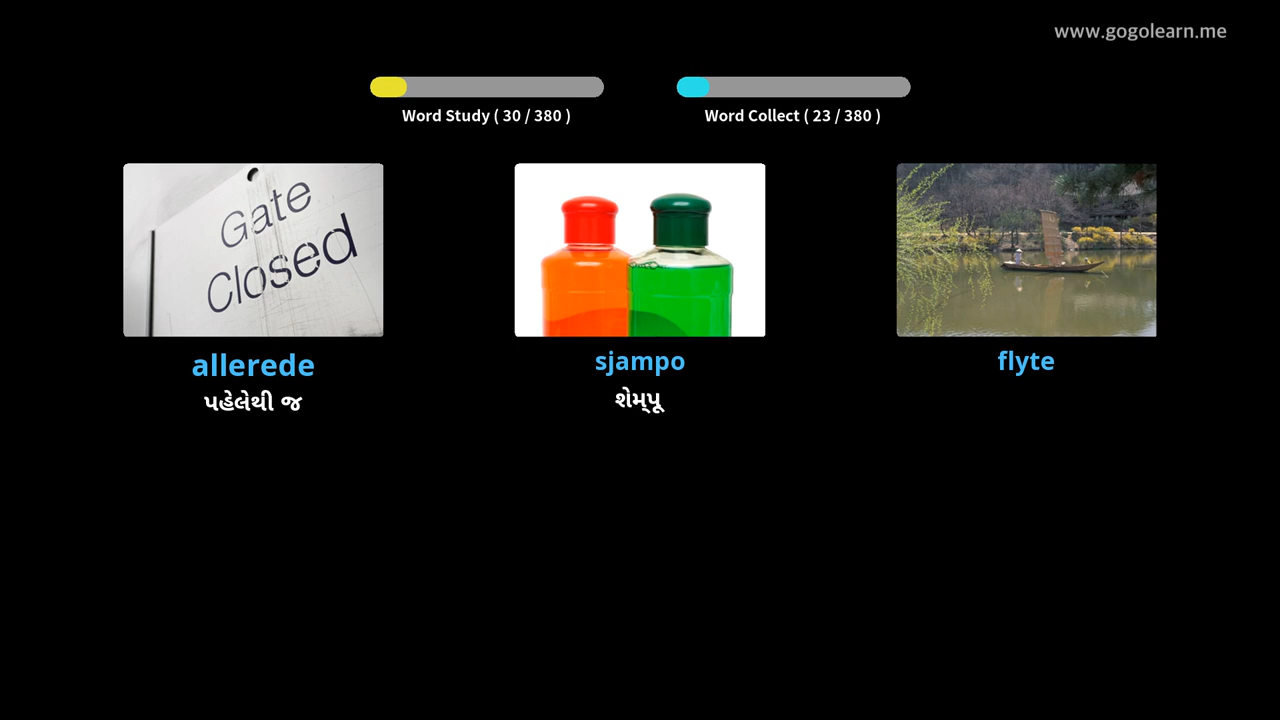 www.gogolearn.me
Word Study ( 30 / 380 )
Word Collect ( 23 / 380 )
Gate
Closed
allerede
sjampo
flyte
પહેલેથી જ
શેમ્પૂ